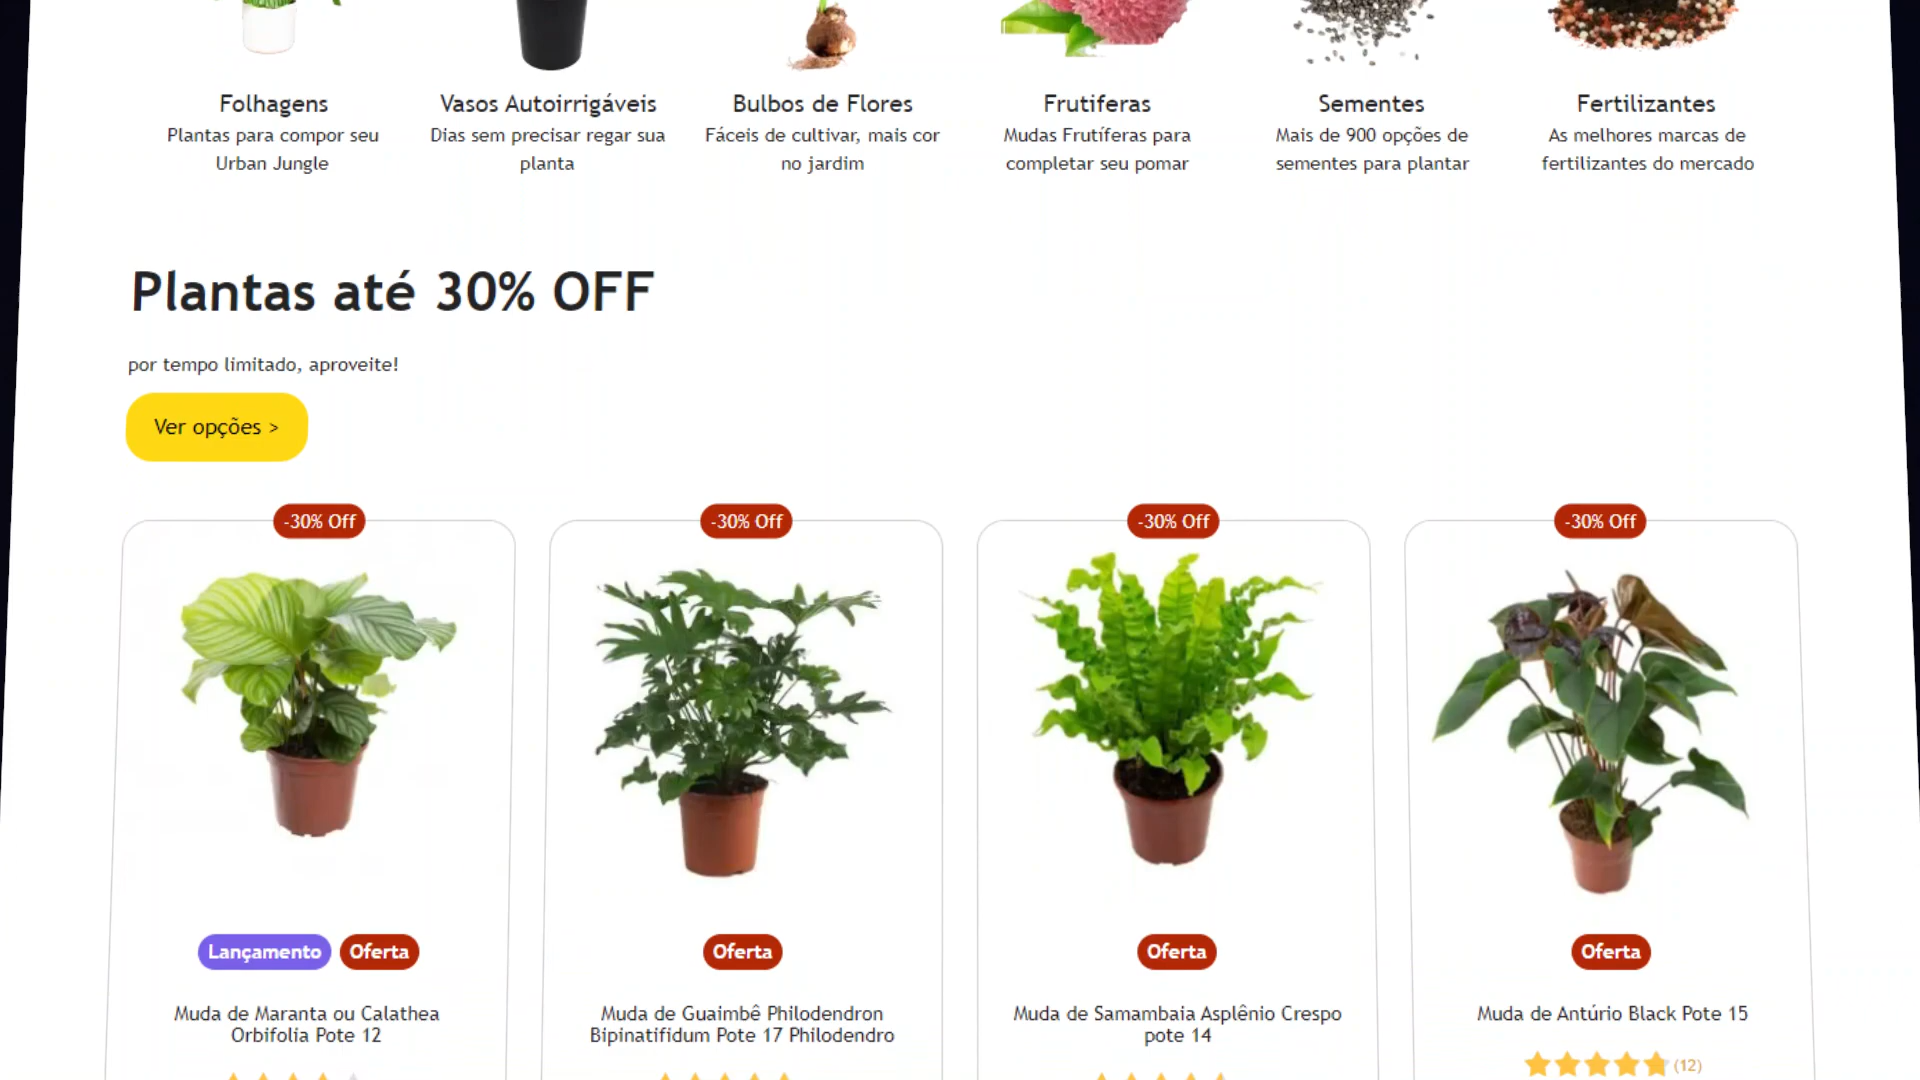 Folhagens
Plantas para compor seu
Urban Jungle
Vasos Autoirrigáveis
Dias sem precisar regar sua
planta
Bulbos de Flores
Fáceis de cultivar, mais cor
no jardim
Frutiferas
Mudas Frutíferas para
completar seu pomar
Sementes
Mais de 900 opções de
sementes para plantar
Fertilizantes
As melhores marcas de
fertilizantes do mercado
Plantas até 30% OFF
por tempo limitado, aproveite!
Ver opções >
-30% Off
Lançamento Oferta
Muda de Maranta ou Calathea
Orbifolia Pote 12
-30% Off
Oferta
Muda de Guaimbê Philodendron
Bipinatifidum Pote 17 Philodendro
-30% Off
Oferta
Muda de Samambaia Asplênio Crespo
pote 14
-30% Off
Oferta
Muda de Antúrio Black Pote 15
(12)